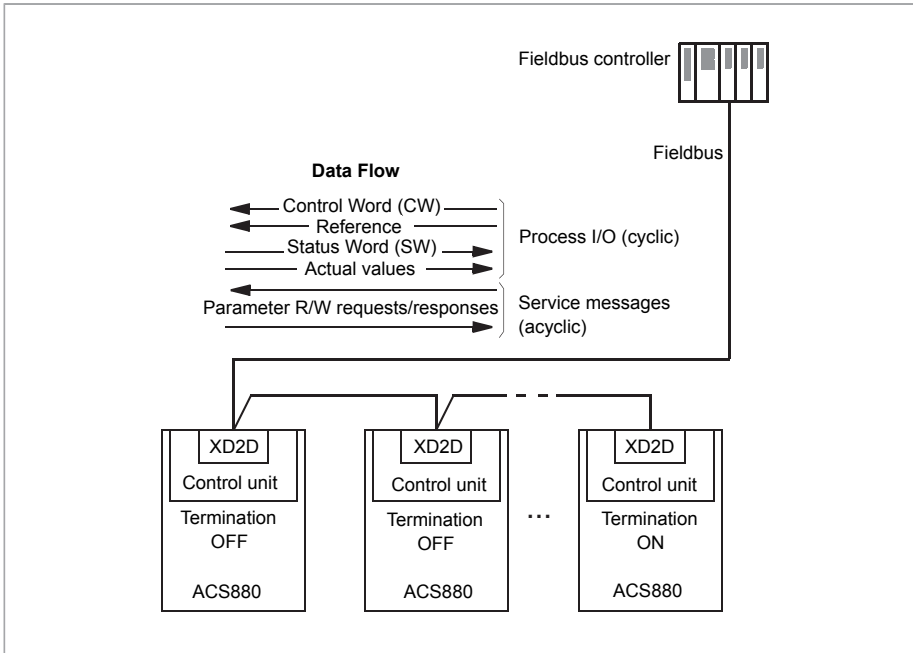 Fieldbus controller
Fieldbus
Data Flow
Control Word (CW)
Reference
Status Word (SW)
Actual values
Process I/O (cyclic)
Parameter R/W requests/responses
Service messages
(acyclic)
XD2D
Control unit
Termination
OFF
ACS880
XD2D
Control unit
Termination
OFF
ACS880
...
XD2D
Control unit
Termination
ON
ACS880